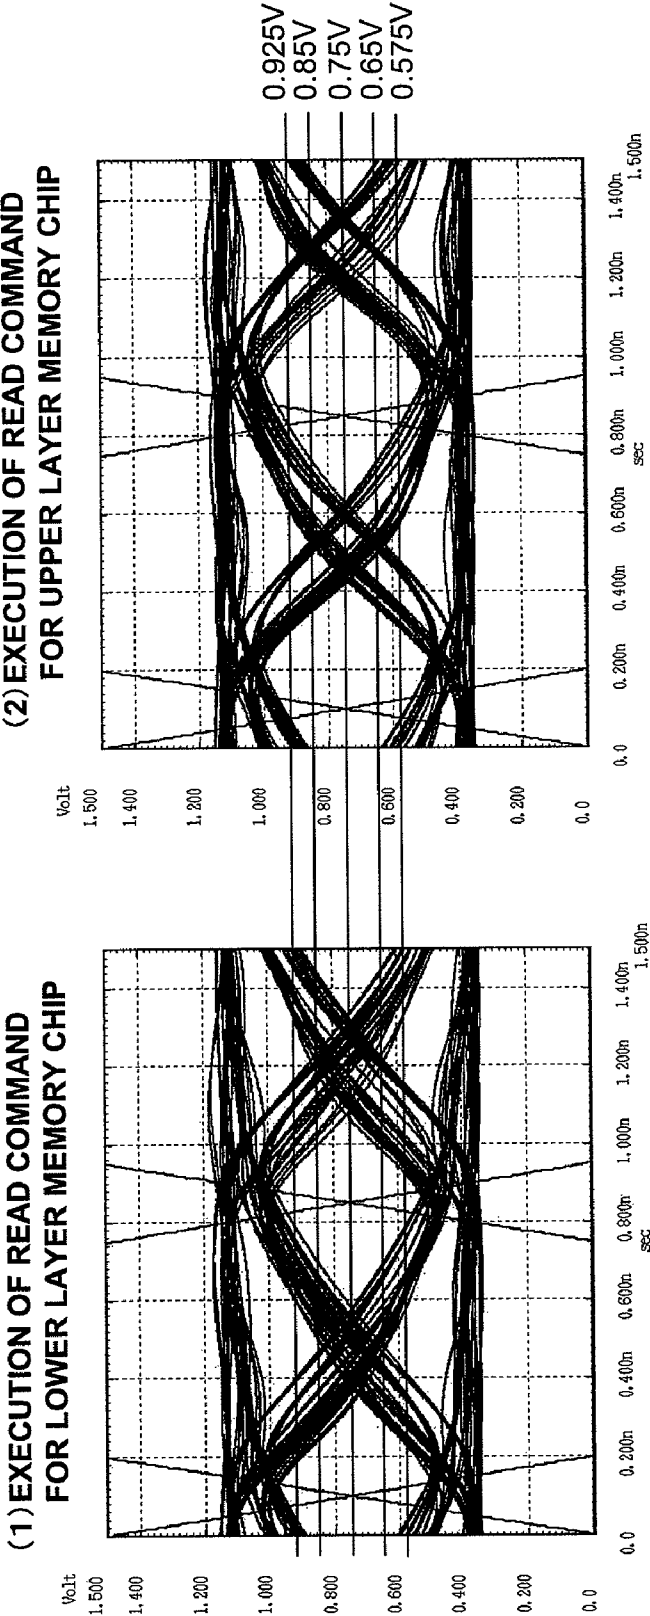 (1) EXECUTION OF READ COMMAND
FOR LOWER LAYER MEMORY CHIP
Volt
1.500
1.400
1.200
1.000
0.800
0.600
0.400
0.200
0.0
0.0
0.200n
0.400n
0.600n
0.800n
1.000n
1.200n
1.400n
1.500n
sec
(2) EXECUTION OF READ COMMAND
FOR UPPER LAYER MEMORY CHIP
Volt
1.500
1.400
1.200
1.000
0.800
0.600
0.400
0.200
0.0
0.0
0.200n
0.400n
0.600n
0.800n
1.000n
1.200n
1.400n
1.500n
sec
0.925V
0.85V
0.75V
0.65V
0.575V